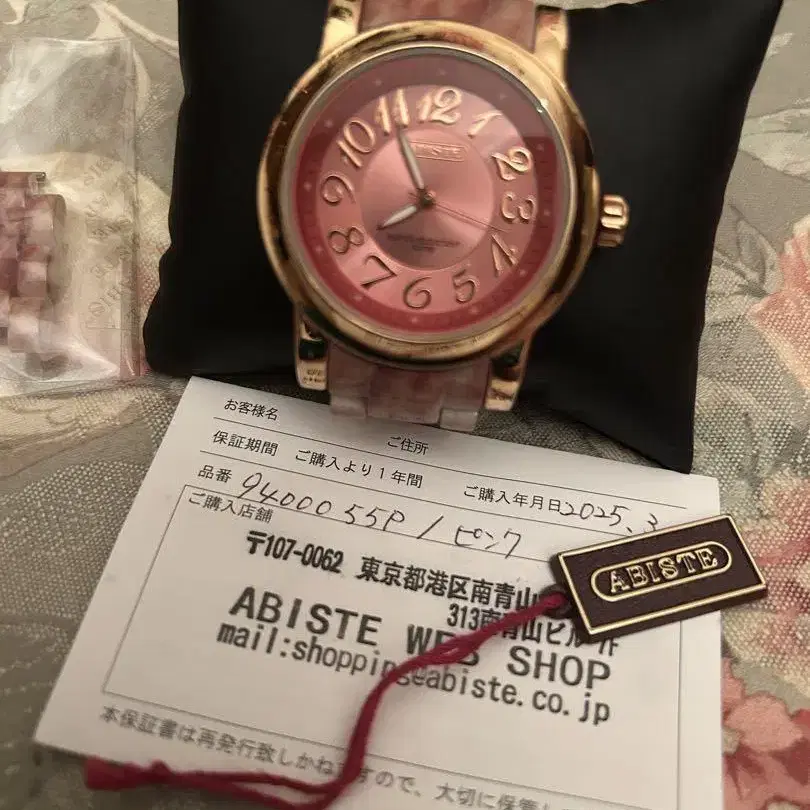 12
1
2
3
4
5
6
7
8
9
10
11
ABISTE
お客様名
ご住所
保証期間 ご購入より1年間
ご購入年月日 2025.3
品番 9400055P / ピンク
ご購入店舗
〒107-0062 東京都港区南青山
313南青山ビル
ABISTE WEB SHOP
mail:shopping@abiste.co.jp
本保証書は再発行致しかねますので、大切に保管し
ABISTE